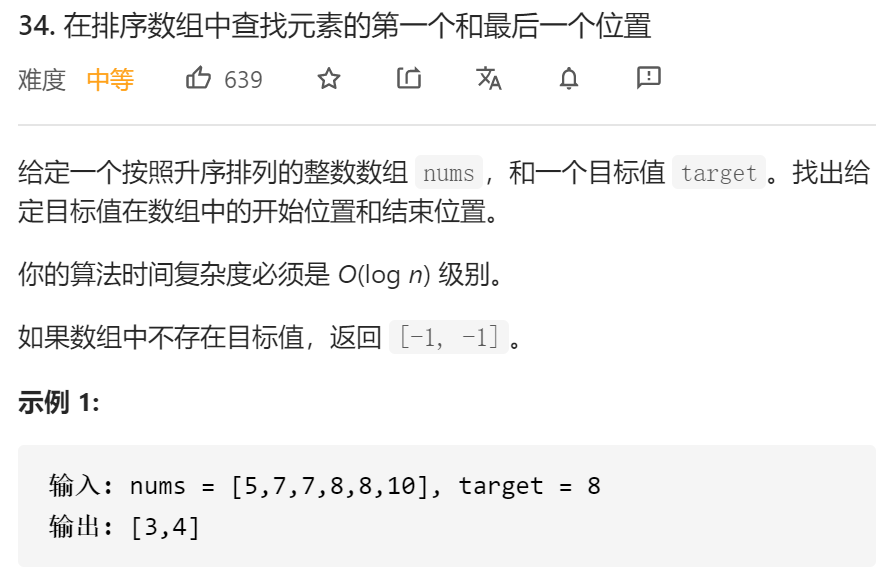 34. 在排序数组中查找元素的第一个和最后一个位置
难度 中等 639
给定一个按照升序排列的整数数组 nums，和一个目标值 target。找出给
定目标值在数组中的开始位置和结束位置。
你的算法时间复杂度必须是 O(log n) 级别。
如果数组中不存在目标值，返回 [-1, -1]。
示例 1:
输入: nums = [5,7,7,8,8,10], target = 8
输出: [3,4]